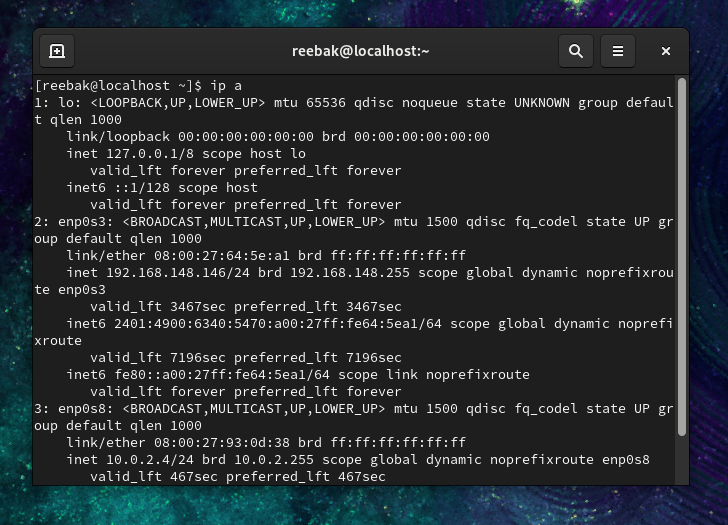 reebak@localhost:~
[reebak@localhost ~]$ ip a
1: lo: <LOOPBACK,UP,LOWER_UP> mtu 65536 qdisc noqueue state UNKNOWN group defaul
t qlen 1000
    link/loopback 00:00:00:00:00:00 brd 00:00:00:00:00:00
    inet 127.0.0.1/8 scope host lo
       valid_lft forever preferred_lft forever
    inet6 ::1/128 scope host
       valid_lft forever preferred_lft forever
2: enp0s3: <BROADCAST,MULTICAST,UP,LOWER_UP> mtu 1500 qdisc fq_codel state UP gr
oup default qlen 1000
    link/ether 08:00:27:64:5e:a1 brd ff:ff:ff:ff:ff:ff
    inet 192.168.148.146/24 brd 192.168.148.255 scope global dynamic noprefixrou
te enp0s3
       valid_lft 3467sec preferred_lft 3467sec
    inet6 2401:4900:6340:5470:a00:27ff:fe64:5ea1/64 scope global dynamic noprefi
xroute
       valid_lft 7196sec preferred_lft 7196sec
    inet6 fe80::a00:27ff:fe64:5ea1/64 scope link noprefixroute
       valid_lft forever preferred_lft forever
3: enp0s8: <BROADCAST,MULTICAST,UP,LOWER_UP> mtu 1500 qdisc fq_codel state UP gr
oup default qlen 1000
    link/ether 08:00:27:93:0d:38 brd ff:ff:ff:ff:ff:ff
    inet 10.0.2.4/24 brd 10.0.2.255 scope global dynamic noprefixroute enp0s8
       valid_lft 467sec preferred_lft 467sec